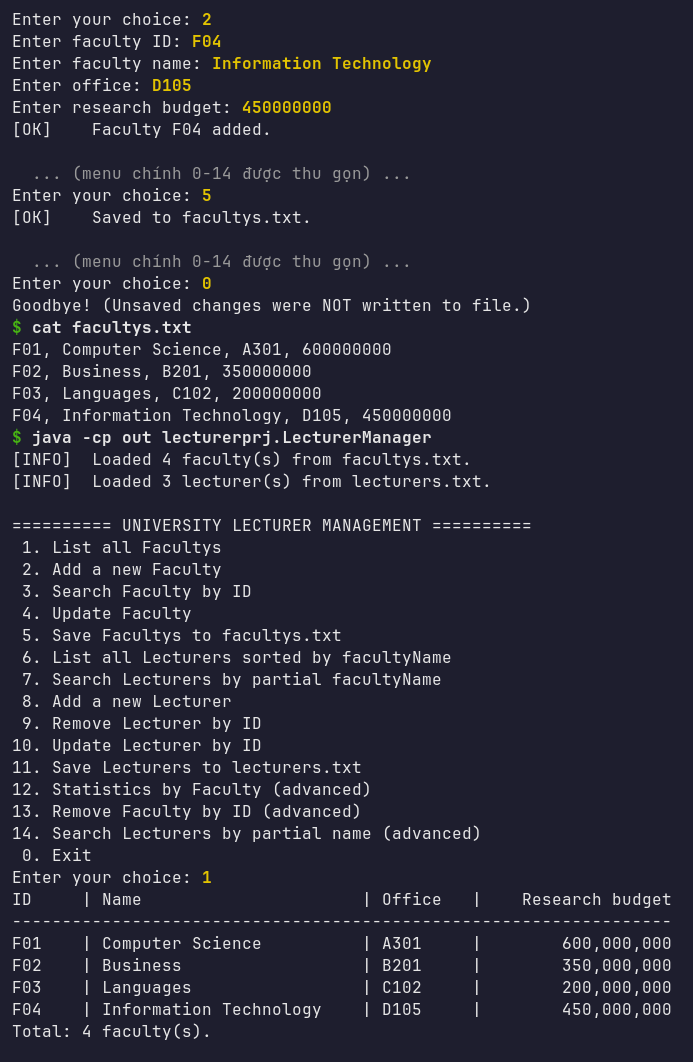 Enter your choice: 2
Enter faculty ID: F04
Enter faculty name: Information Technology
Enter office: D105
Enter research budget: 450000000
[OK]    Faculty F04 added.

  ... (menu chính 0-14 được thu gọn) ...
Enter your choice: 5
[OK]    Saved to facultys.txt.

  ... (menu chính 0-14 được thu gọn) ...
Enter your choice: 0
Goodbye! (Unsaved changes were NOT written to file.)
$ cat facultys.txt
F01, Computer Science, A301, 600000000
F02, Business, B201, 350000000
F03, Languages, C102, 200000000
F04, Information Technology, D105, 450000000
$ java -cp out lecturerprj.LecturerManager
[INFO]  Loaded 4 faculty(s) from facultys.txt.
[INFO]  Loaded 3 lecturer(s) from lecturers.txt.

========== UNIVERSITY LECTURER MANAGEMENT ==========
 1. List all Facultys
 2. Add a new Faculty
 3. Search Faculty by ID
 4. Update Faculty
 5. Save Facultys to facultys.txt
 6. List all Lecturers sorted by facultyName
 7. Search Lecturers by partial facultyName
 8. Add a new Lecturer
 9. Remove Lecturer by ID
10. Update Lecturer by ID
11. Save Lecturers to lecturers.txt
12. Statistics by Faculty (advanced)
13. Remove Faculty by ID (advanced)
14. Search Lecturers by partial name (advanced)
 0. Exit
Enter your choice: 1
ID     | Name                      | Office   |    Research budget
------------------------------------------------------------------
F01    | Computer Science          | A301     |        600,000,000
F02    | Business                  | B201     |        350,000,000
F03    | Languages                 | C102     |        200,000,000
F04    | Information Technology    | D105     |        450,000,000
Total: 4 faculty(s).